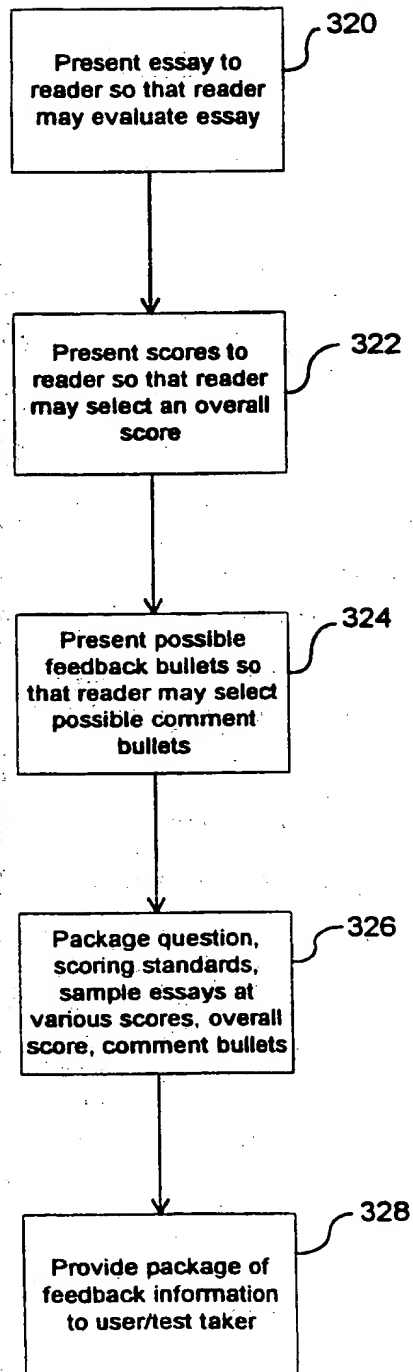 320
Present essay to
reader so that reader
may evaluate essay
322
Present scores to
reader so that reader
may select an overall
score
324
Present possible
feedback bullets so
that reader may select
possible comment
bullets
326
Package question,
scoring standards,
sample essays at
various scores, overall
score, comment bullets
328
Provide package of
feedback information
to user/test taker